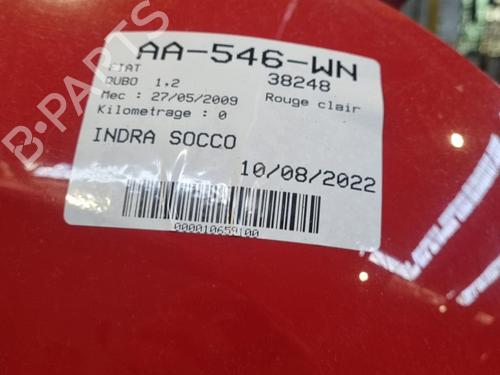 AA-546-WN
FIAT 38248
QUBO 1.2
Mec : 27/05/2009 Rouge clair
Kilometrage : 0
INDRA SOCCO
10/08/2022
000010659100
B-PARTS